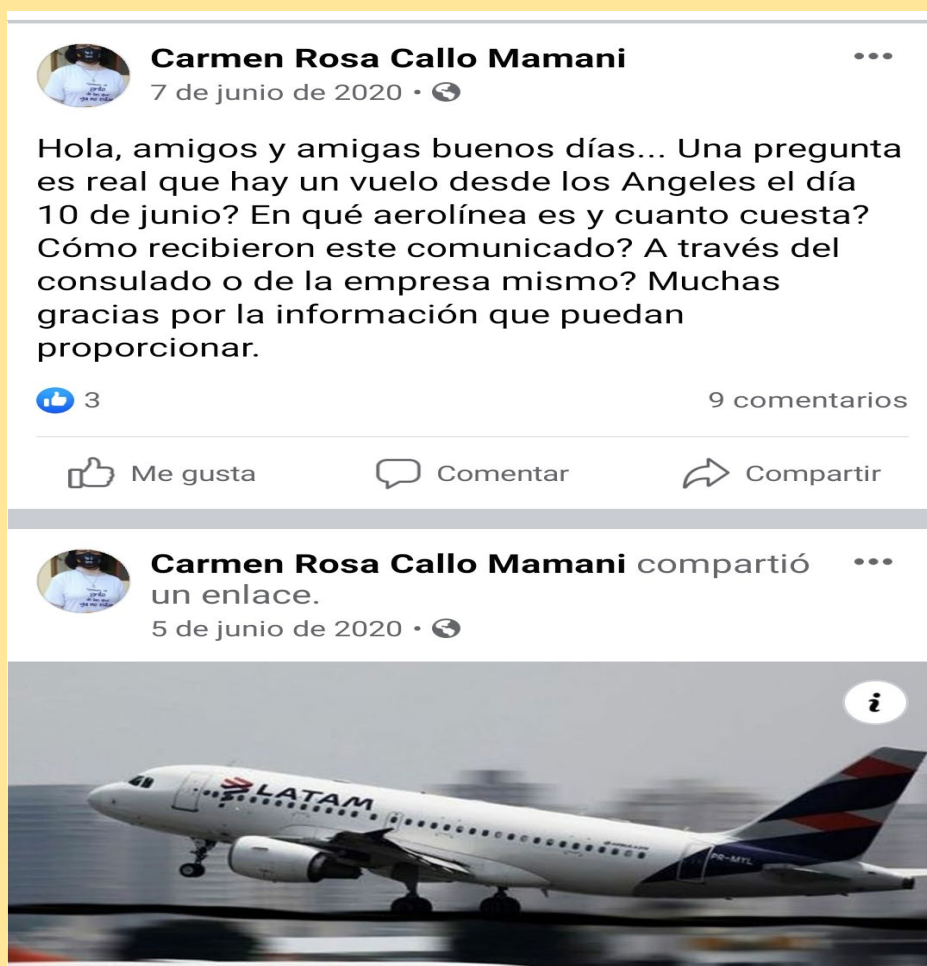 Carmen Rosa Callo Mamani
7 de junio de 2020 ·
Hola, amigos y amigas buenos días... Una pregunta
es real que hay un vuelo desde los Angeles el día
10 de junio? En qué aerolínea es y cuanto cuesta?
Cómo recibieron este comunicado? A través del
consulado o de la empresa mismo? Muchas
gracias por la información que puedan
proporcionar.
3
9 comentarios
Me gusta
Comentar
Compartir
Carmen Rosa Callo Mamani compartió
un enlace.
5 de junio de 2020 ·
LATAM
PR-MYL